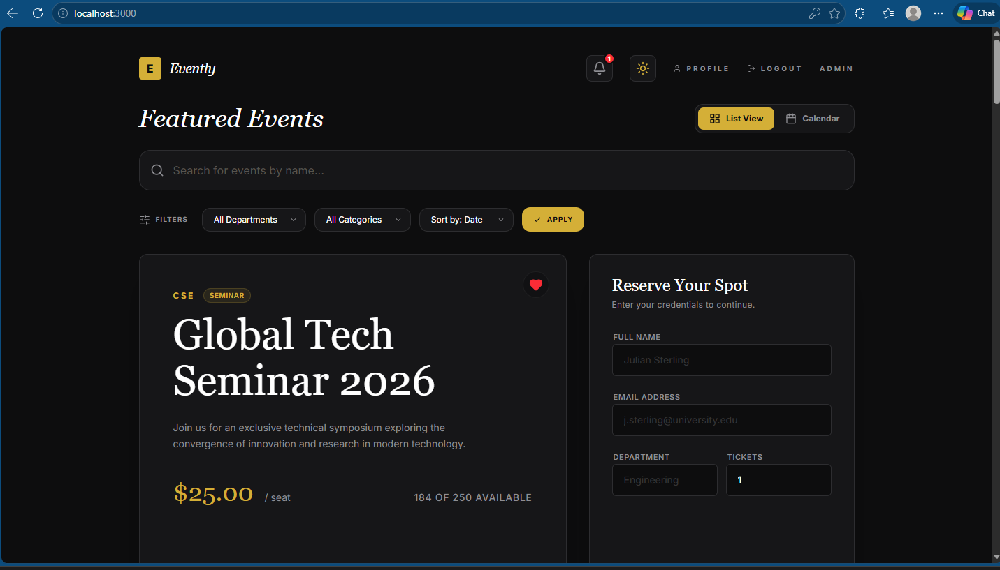 localhost:3000
Chat
E Evently
1
PROFILE
LOGOUT
ADMIN
Featured Events
List View
Calendar
Search for events by name...
FILTERS
All Departments
All Categories
Sort by: Date
APPLY
CSE
SEMINAR
Global Tech
Seminar 2026
Join us for an exclusive technical symposium exploring the
convergence of innovation and research in modern technology.
$25.00 / seat
184 OF 250 AVAILABLE
Reserve Your Spot
Enter your credentials to continue.
FULL NAME
Julian Sterling
EMAIL ADDRESS
j.sterling@university.edu
DEPARTMENT
TICKETS
Engineering
1